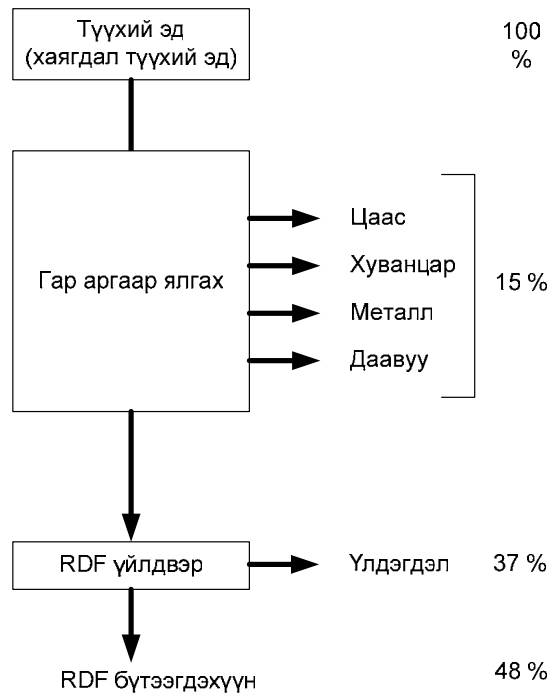 Түүхий эд
(хаягдал түүхий эд)
100
%
Гар аргаар ялгах
Цаас
Хуванцар
Металл
Даавуу
15 %
RDF үйлдвэр
Үлдэгдэл
37 %
RDF бүтээгдэхүүн
48 %